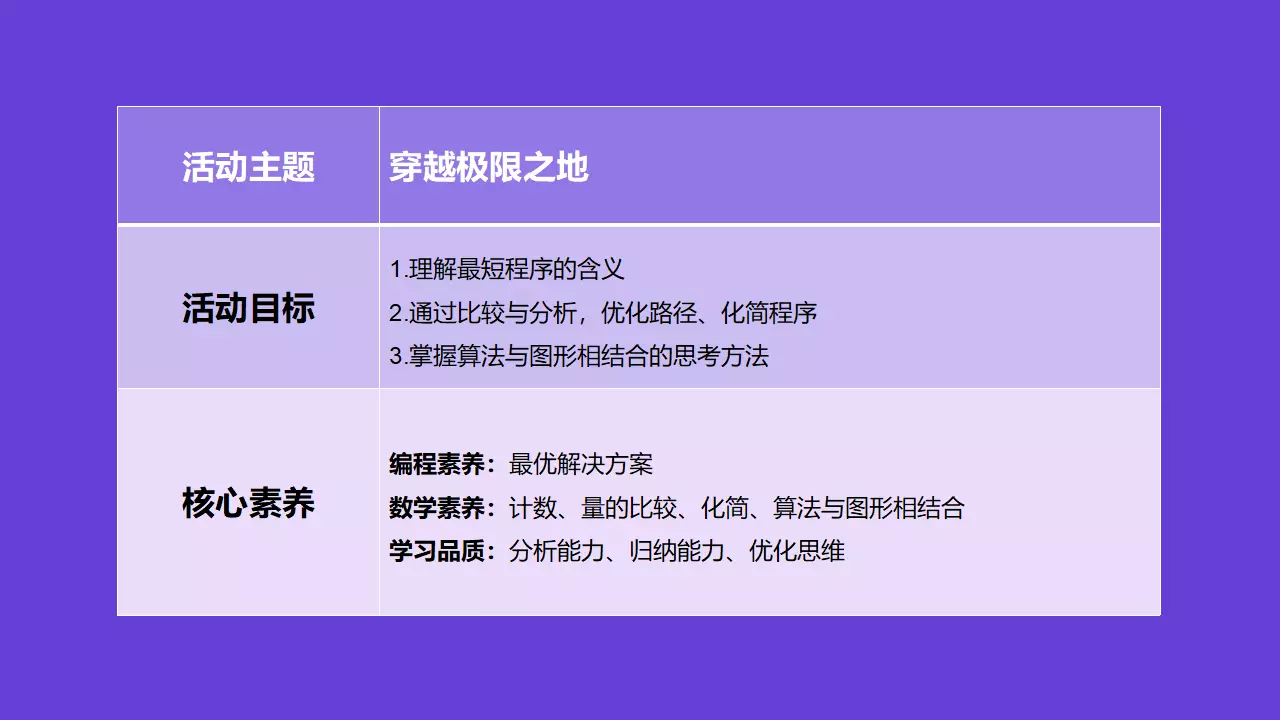 活动主题
穿越极限之地
活动目标
1.理解最短程序的含义
2.通过比较与分析，优化路径、化简程序
3.掌握算法与图形相结合的思考方法
核心素养
编程素养：最优解决方案
数学素养：计数、量的比较、化简、算法与图形相结合
学习品质：分析能力、归纳能力、优化思维